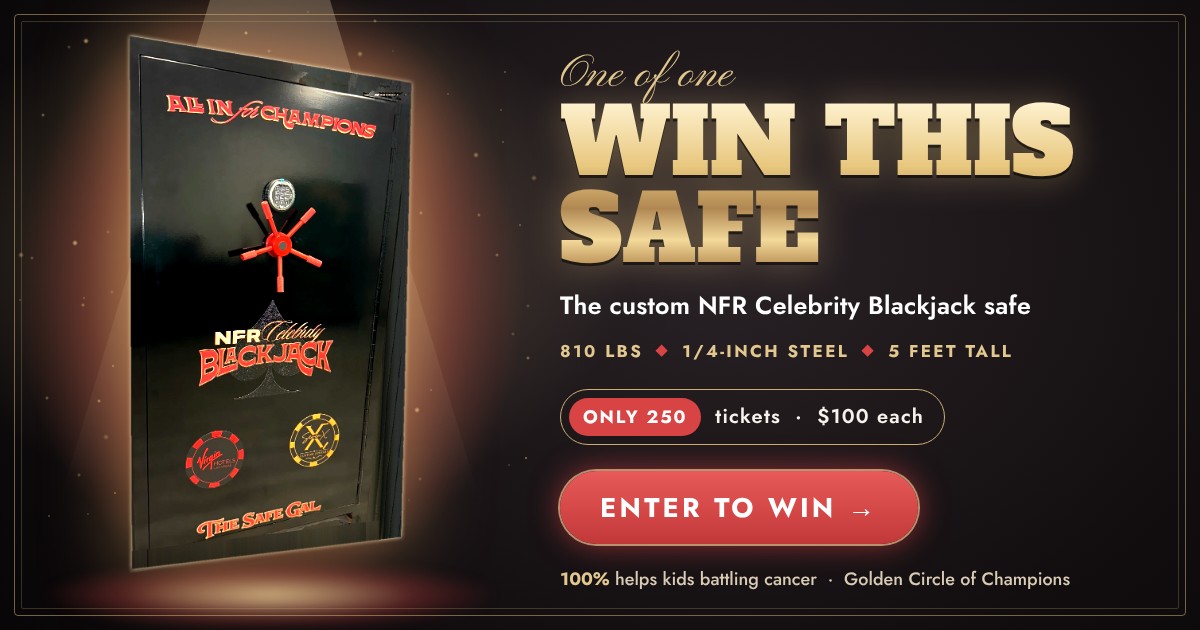 ALL IN for CHAMPIONS
NFR Celebrity
BLACKJACK
Virgin
HOTELS
X
THE SAFE GAL
One of one
WIN THIS
SAFE
The custom NFR Celebrity Blackjack safe
810 LBS ◆ 1/4-INCH STEEL ◆ 5 FEET TALL
ONLY 250 tickets · $100 each
ENTER TO WIN →
100% helps kids battling cancer · Golden Circle of Champions